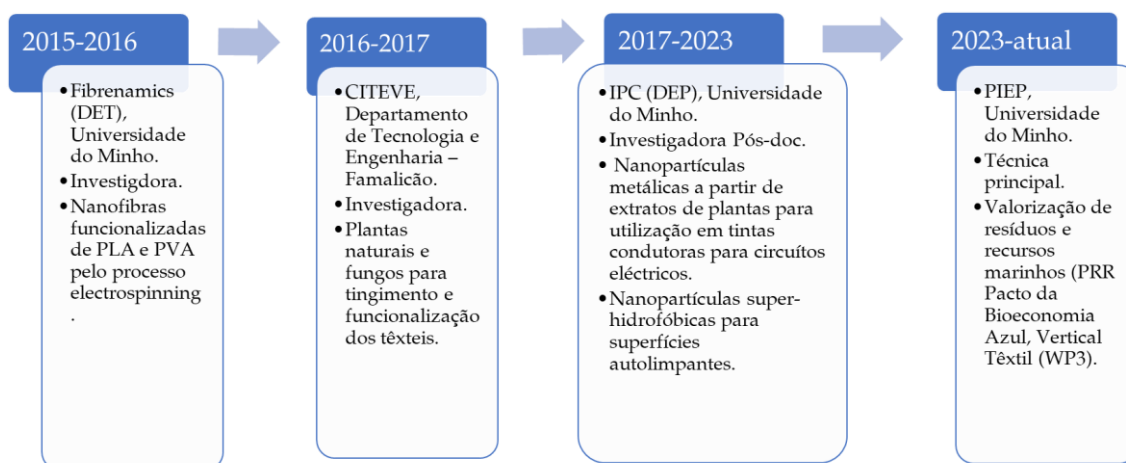 2015-2016
•Fibrenamics
(DET),
Universidade
do Minho.
•Investigdora.
•Nanofibras
funcionalizadas
de PLA e PVA
pelo processo
electrospinning
.
2016-2017
•CITEVE,
Departamento
de Tecnologia e
Engenharia –
Famalicão.
•Investigadora.
•Plantas
naturais e
fungos para
tingimento e
funcionalização
dos têxteis.
2017-2023
•IPC (DEP), Universidade
do Minho.
•Investigadora Pós-doc.
• Nanopartículas
metálicas a partir de
extratos de plantas para
utilização em tintas
condutoras para circuítos
eléctricos.
•Nanopartículas super-
hidrofóbicas para
superfícies
autolimpantes.
2023-atual
•PIEP,
Universidade
do Minho.
•Técnica
principal.
•Valorização de
resíduos e
recursos
marinhos (PRR
Pacto da
Bioeconomia
Azul, Vertical
Têxtil (WP3).